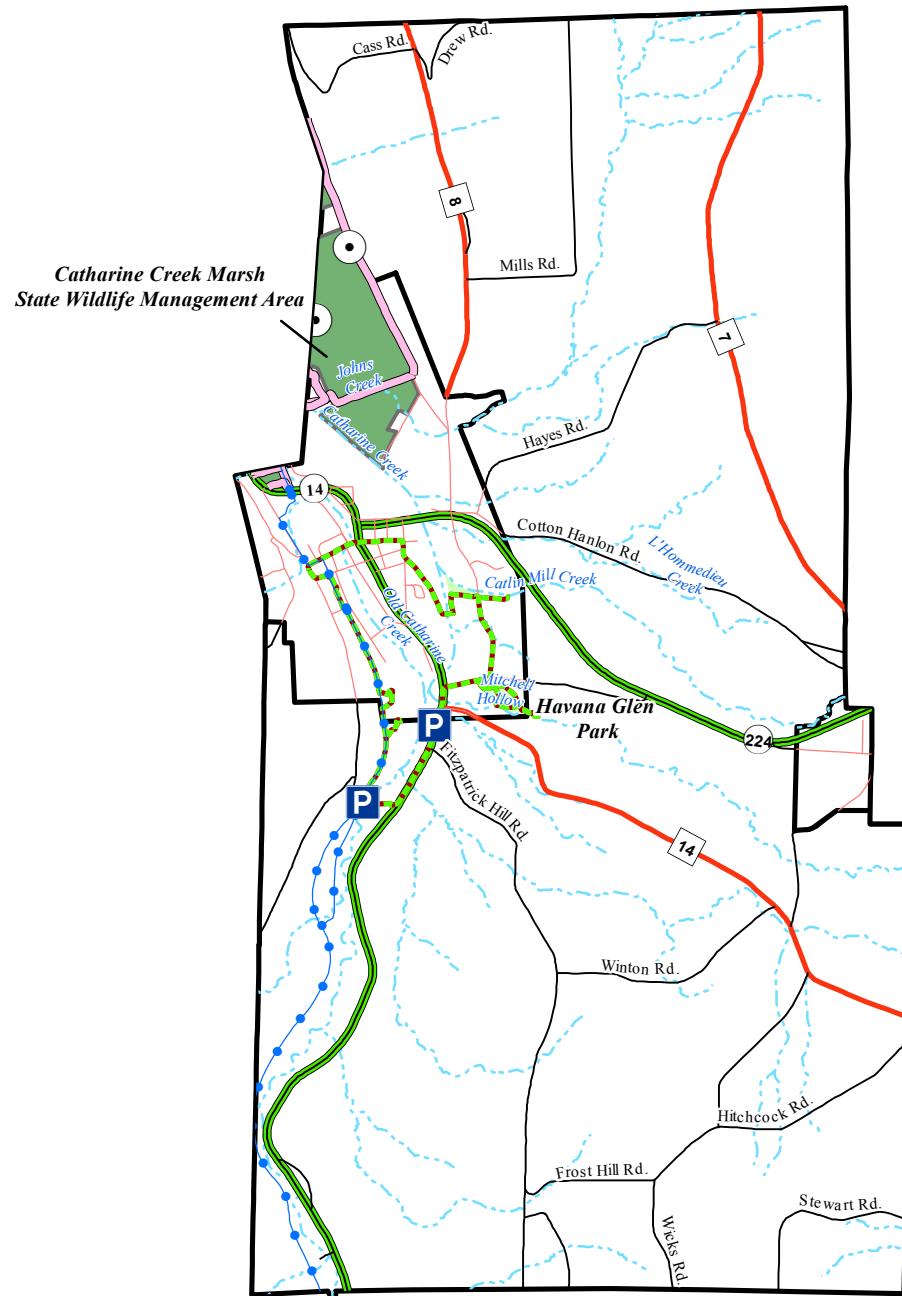 Cass Rd.
Drew Rd.
8
Mills Rd.
Catharine Creek Marsh
State Wildlife Management Area
7
Johns
Creek
Catharine Creek
Hayes Rd.
14
Cotton Hanlon Rd.
L'Hommedieu
Creek
Catlin Mill Creek
Old Catharine
Creek
Mitchell
Hollow
Havana Glen
Park
P
224
Fitzpatrick Hill Rd.
P
14
Winton Rd.
Hitchcock Rd.
Frost Hill Rd.
Stewart Rd.
Wicks Rd.